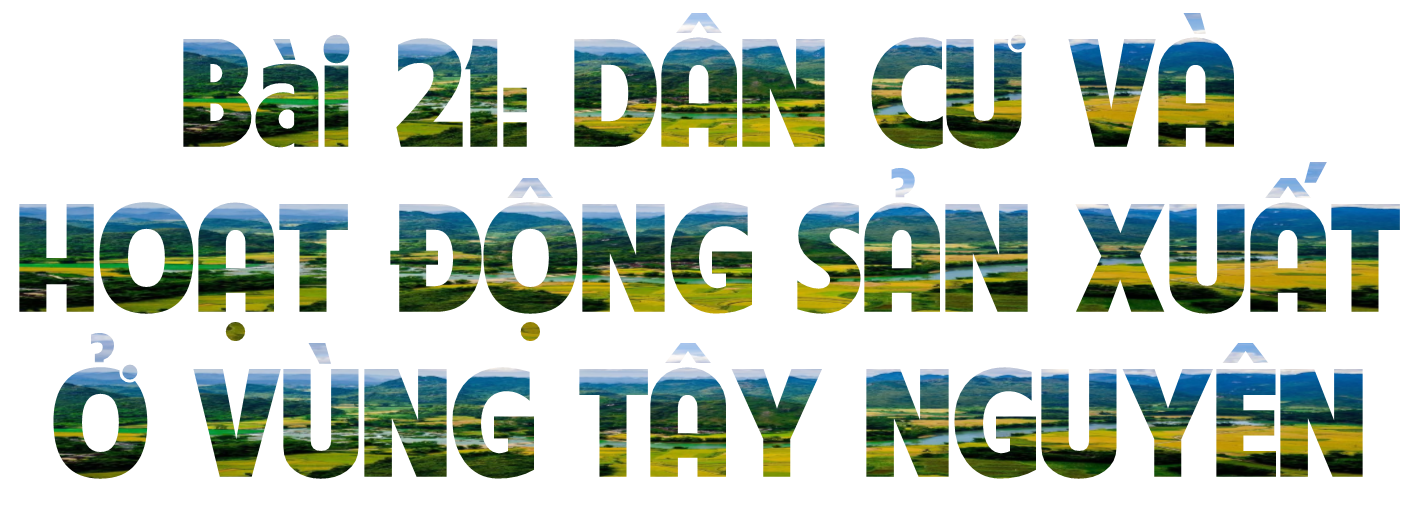 Bài 21: DÂN CƯ VÀ
HOẠT ĐỘNG SẢN XUẤT
Ở VÙNG TÂY NGUYÊN